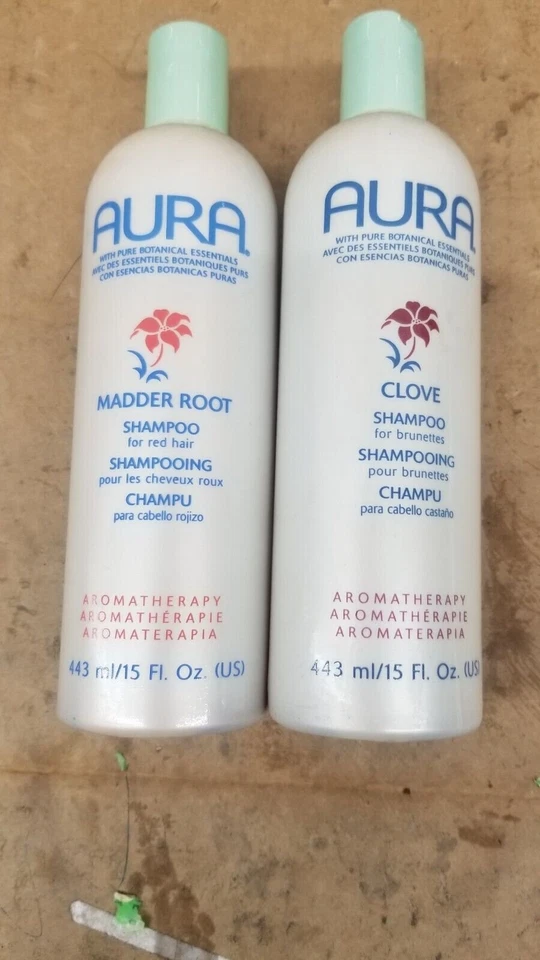 AURA®
WITH PURE BOTANICAL ESSENTIALS
AVEC DES ESSENTIELS BOTANIQUES PURS
CON ESENCIAS BOTANICAS PURAS
MADDER ROOT
SHAMPOO
for red hair
SHAMPOOING
pour les cheveux roux
CHAMPU
para cabello rojizo
AROMATHERAPY
AROMATHÉRAPIE
AROMATERAPIA
443 ml/15 Fl. Oz. (US)
AURA
WITH PURE BOTANICAL ESSENTIALS
AVEC DES ESSENTIELS BOTANIQUES PURS
CON ESENCIAS BOTANICAS PURAS
CLOVE
SHAMPOO
for brunettes
SHAMPOOING
pour brunettes
CHAMPU
para cabello castaño
AROMATHERAPY
AROMATHÉRAPIE
AROMATERAPIA
443 ml/15 Fl. Oz. (US)